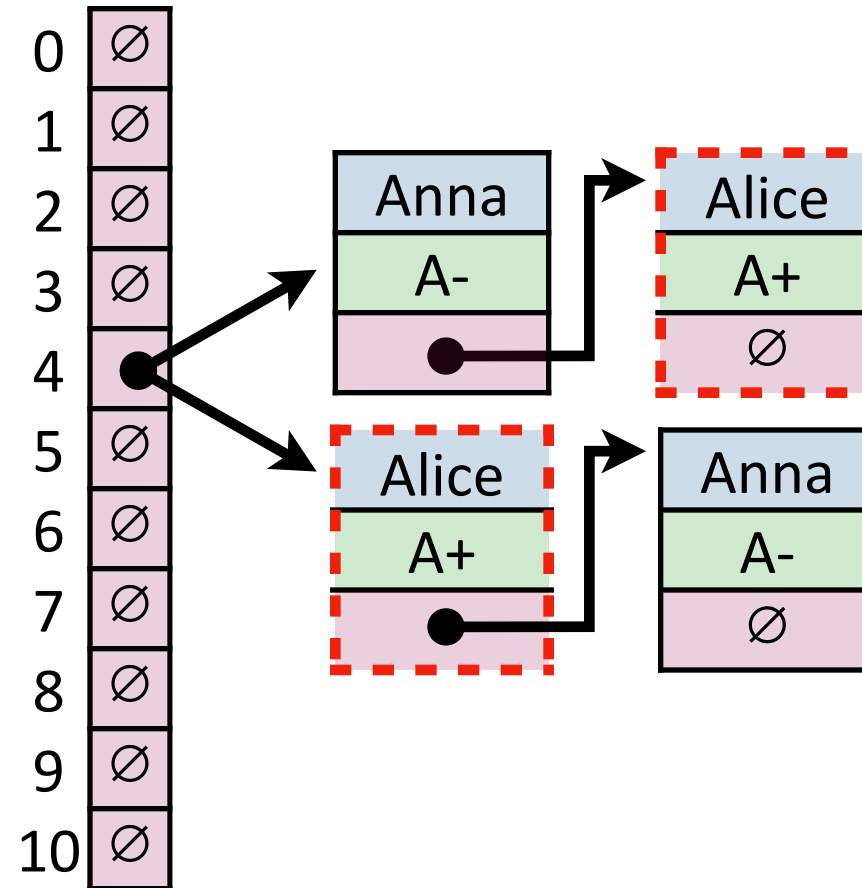 0 ∅
1 ∅
2 ∅
3 ∅
4
5 ∅
6 ∅
7 ∅
8 ∅
9 ∅
10 ∅
Anna
A-
Alice
A+
∅
Alice
A+
Anna
A-
∅